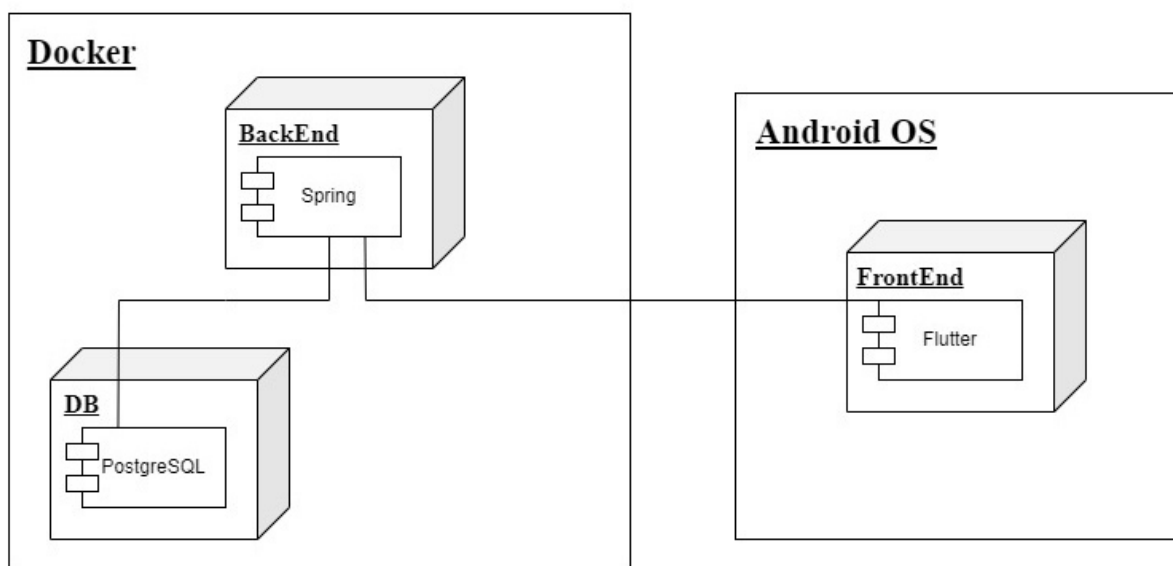 Docker
BackEnd
Spring
DB
PostgreSQL
Android OS
FrontEnd
Flutter